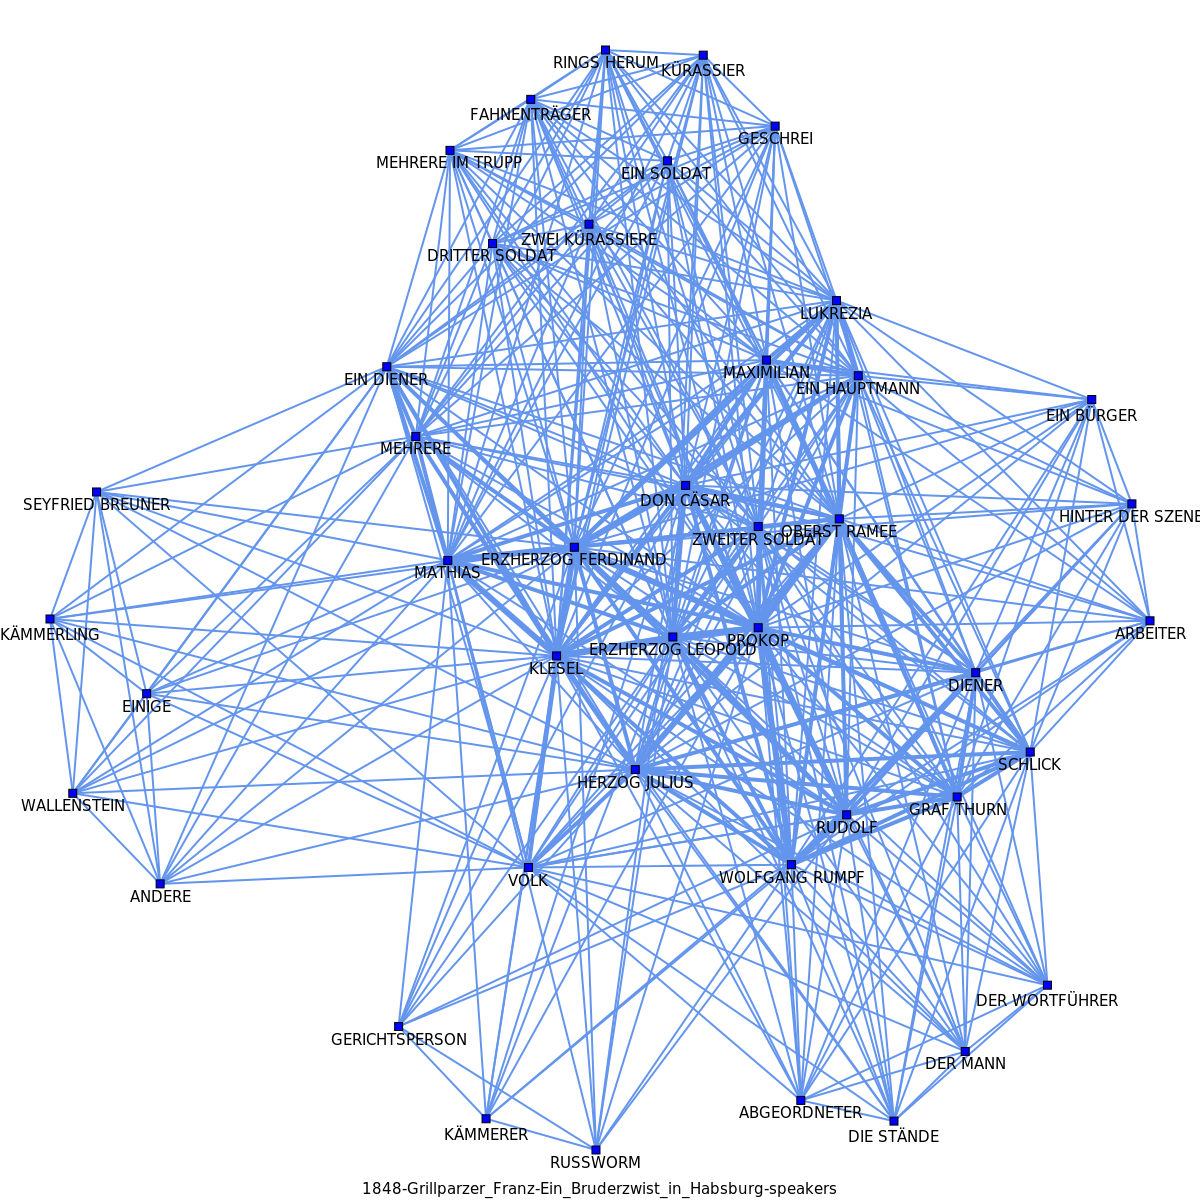 RINGS HERUM
KÜRASSIER
FAHNENTRÄGER
GESCHREI
MEHRERE IM TRUPP
EIN SOLDAT
ZWEI KÜRASSIERE
DRITTER SOLDAT
LUKREZIA
MAXIMILIAN
EIN DIENER
EIN HAUPTMANN
EIN BÜRGER
MEHRERE
DON CÄSAR
SEYFRIED BREUNER
HINTER DER SZENE
OBERST RAMEE
ZWEITER SOLDAT
ERZHERZOG FERDINAND
MATHIAS
KÄMMERLING
ARBEITER
PROKOP
ERZHERZOG LEOPOLD
KLESEL
DIENER
EINIGE
SCHLICK
HERZOG JULIUS
WALLENSTEIN
GRAF THURN
RUDOLF
WOLFGANG RUMPF
VOLK
ANDERE
DER WORTFÜHRER
GERICHTSPERSON
DER MANN
ABGEORDNETER
KÄMMERER
DIE STÄNDE
RUSSWORM
1848-Grillparzer_Franz-Ein_Bruderzwist_in_Habsburg-speakers